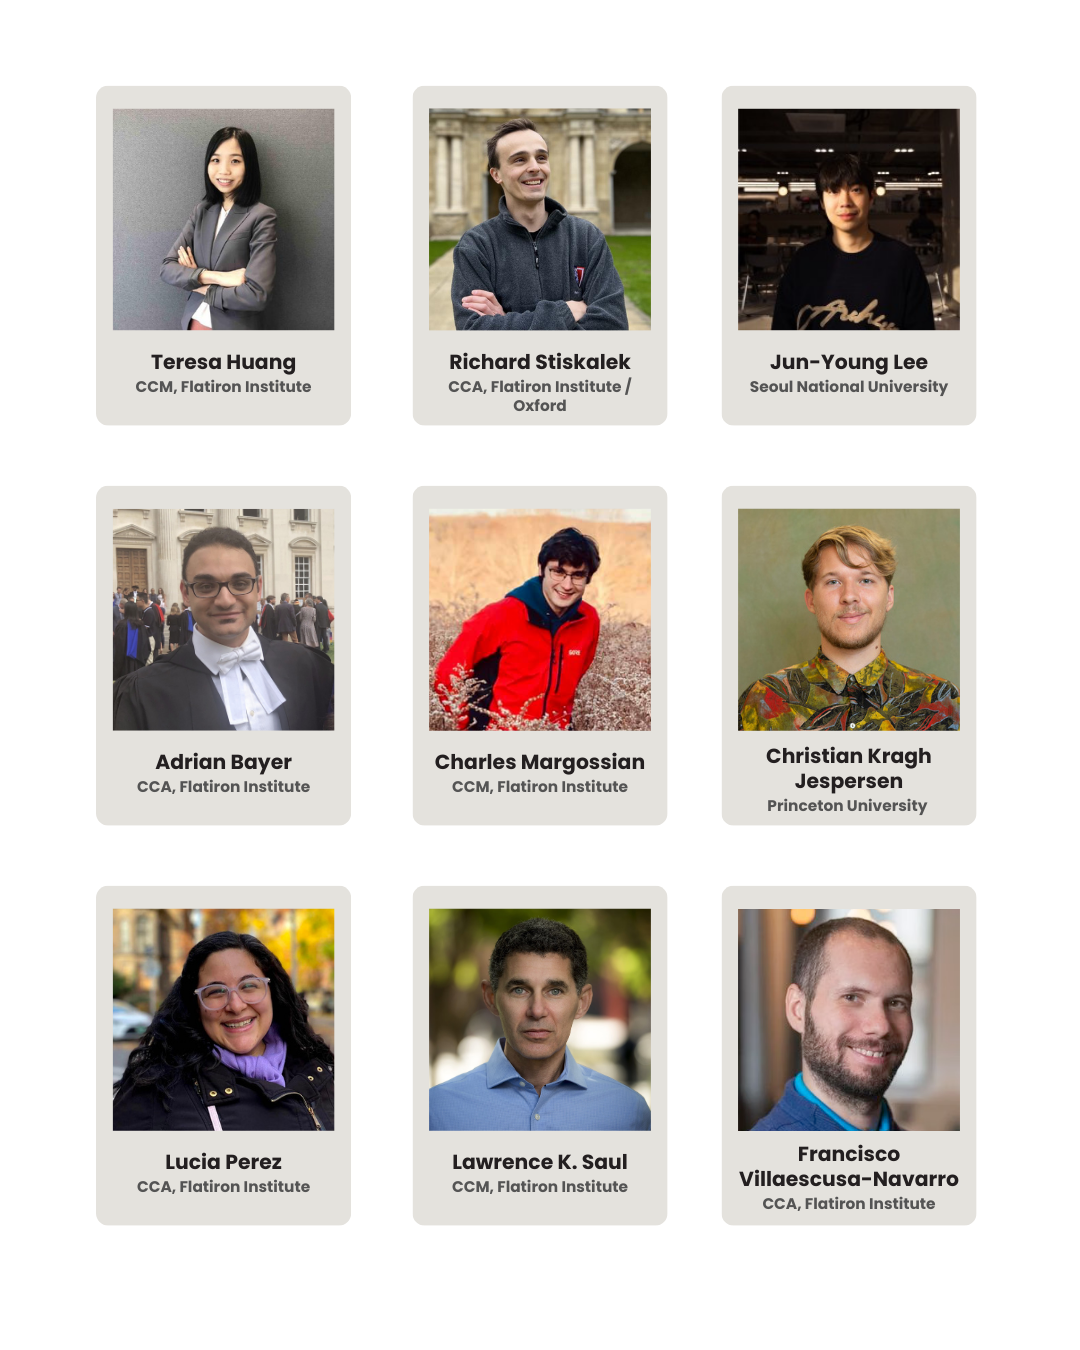 Teresa Huang
CCM, Flatiron Institute
Richard Stiskalek
CCA, Flatiron Institute /
Oxford
Jun-Young Lee
Seoul National University
Adrian Bayer
CCA, Flatiron Institute
Charles Margossian
CCM, Flatiron Institute
Christian Kragh
Jespersen
Princeton University
Lucia Perez
CCA, Flatiron Institute
Lawrence K. Saul
CCM, Flatiron Institute
Francisco
Villaescusa-Navarro
CCA, Flatiron Institute